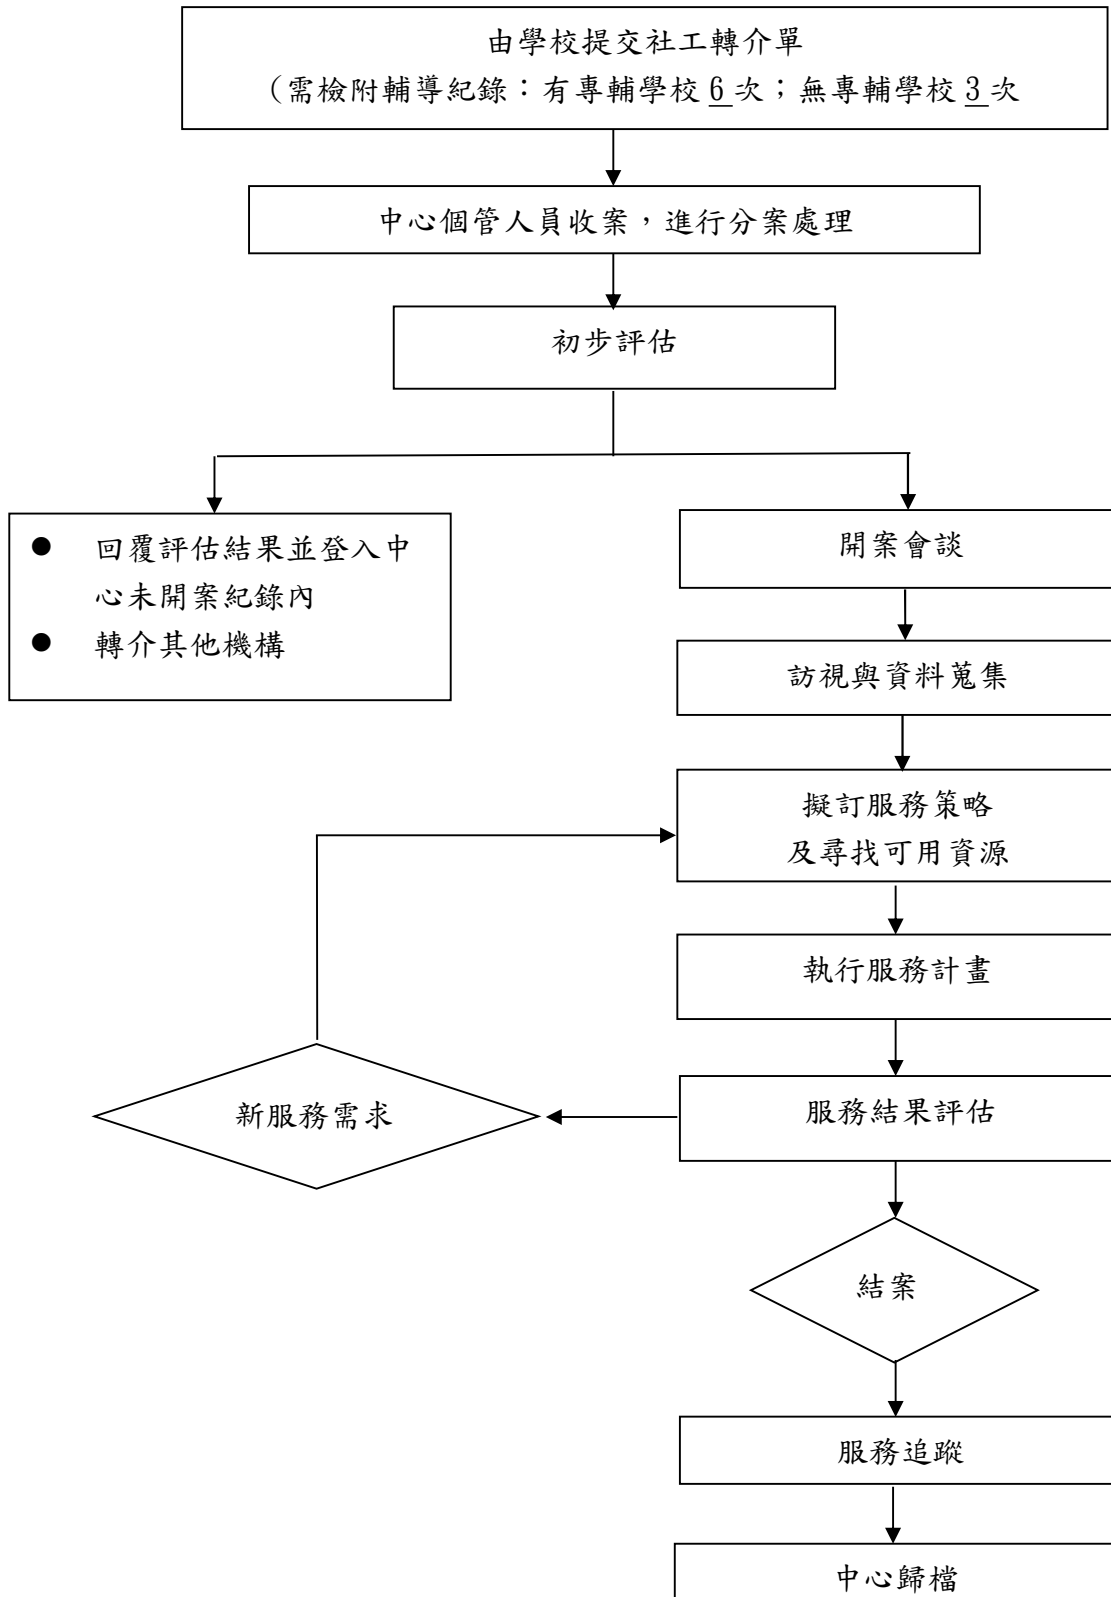 由學校提交社工轉介單
(需檢附輔導紀錄：有專輔學校 6 次；無專輔學校 3 次
中心個管人員收案，進行分案處理
初步評估
● 回覆評估結果並登入中
心未開案紀錄內
● 轉介其他機構
開案會談
訪視與資料蒐集
擬訂服務策略
及尋找可用資源
執行服務計畫
新服務需求
服務結果評估
結案
服務追蹤
中心歸檔